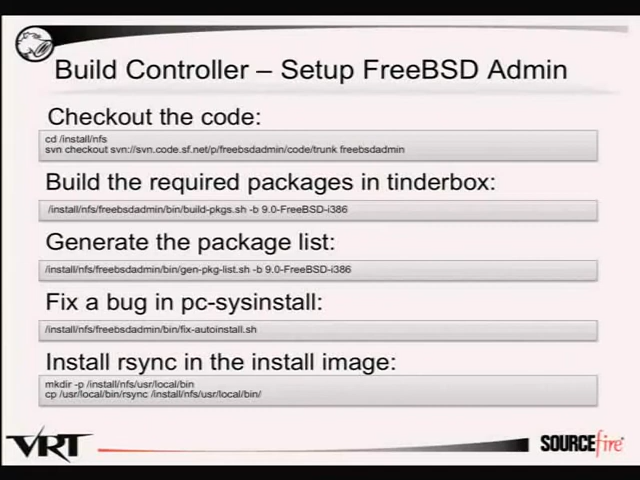 Build Controller – Setup FreeBSD Admin
Checkout the code:
cd /install/nfs
svn checkout svn://svn.code.sf.net/p/freebsdadmin/code/trunk freebsdadmin
Build the required packages in tinderbox:
/install/nfs/freebsdadmin/bin/build-pkgs.sh -b 9.0-FreeBSD-i386
Generate the package list:
/install/nfs/freebsdadmin/bin/gen-pkg-list.sh -b 9.0-FreeBSD-i386
Fix a bug in pc-sysinstall:
/install/nfs/freebsdadmin/bin/fix-autoinstall.sh
Install rsync in the install image:
mkdir -p /install/nfs/usr/local/bin
cp /usr/local/bin/rsync /install/nfs/usr/local/bin/
VRT
SOURCEfire